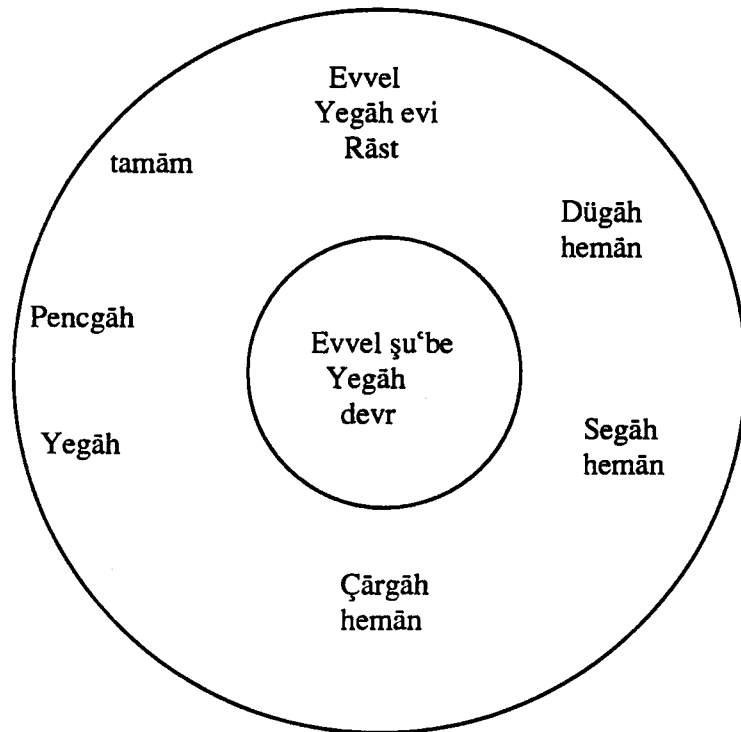 Evvel
Yegāh evi
Rāst
Dügāh
hemān
Segāh
hemān
Çārgāh
hemān
Yegāh
Pencgāh
tamām
Evvel şuʿbe
Yegāh
devr